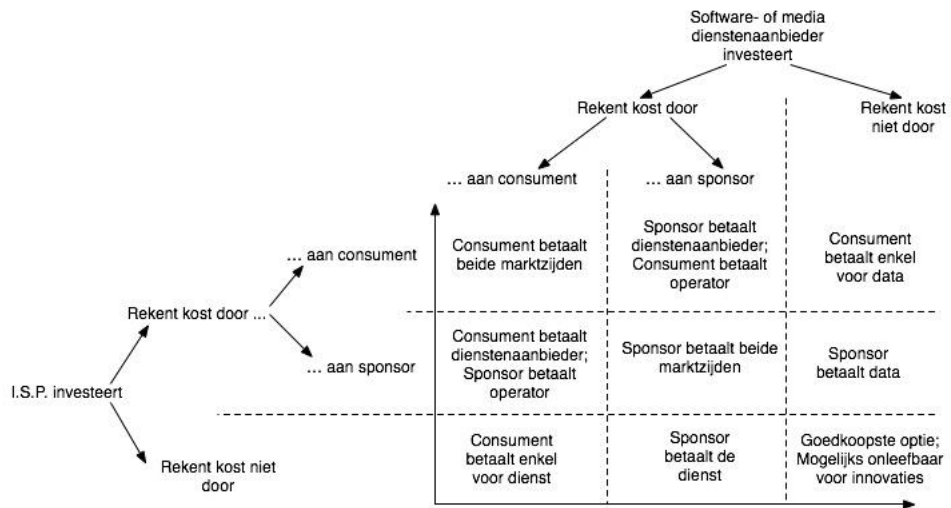 Software- of media
dienstenaanbieder
investeert
Rekent kost door
Rekent kost
niet door
... aan consument
... aan sponsor
... aan consument
Rekent kost door ...
... aan sponsor
I.S.P. investeert
Rekent kost niet
door
Consument betaalt
beide marktzijden
Sponsor betaalt
dienstenaanbieder;
Consument betaalt
operator
Consument
betaalt enkel
voor data
Consument betaalt
dienstenaanbieder;
Sponsor betaalt
operator
Sponsor betaalt beide
marktzijden
Sponsor
betaalt data
Consument
betaalt enkel
voor dienst
Sponsor
betaalt de
dienst
Goedkoopste optie;
Mogelijks onleefbaar
voor innovaties